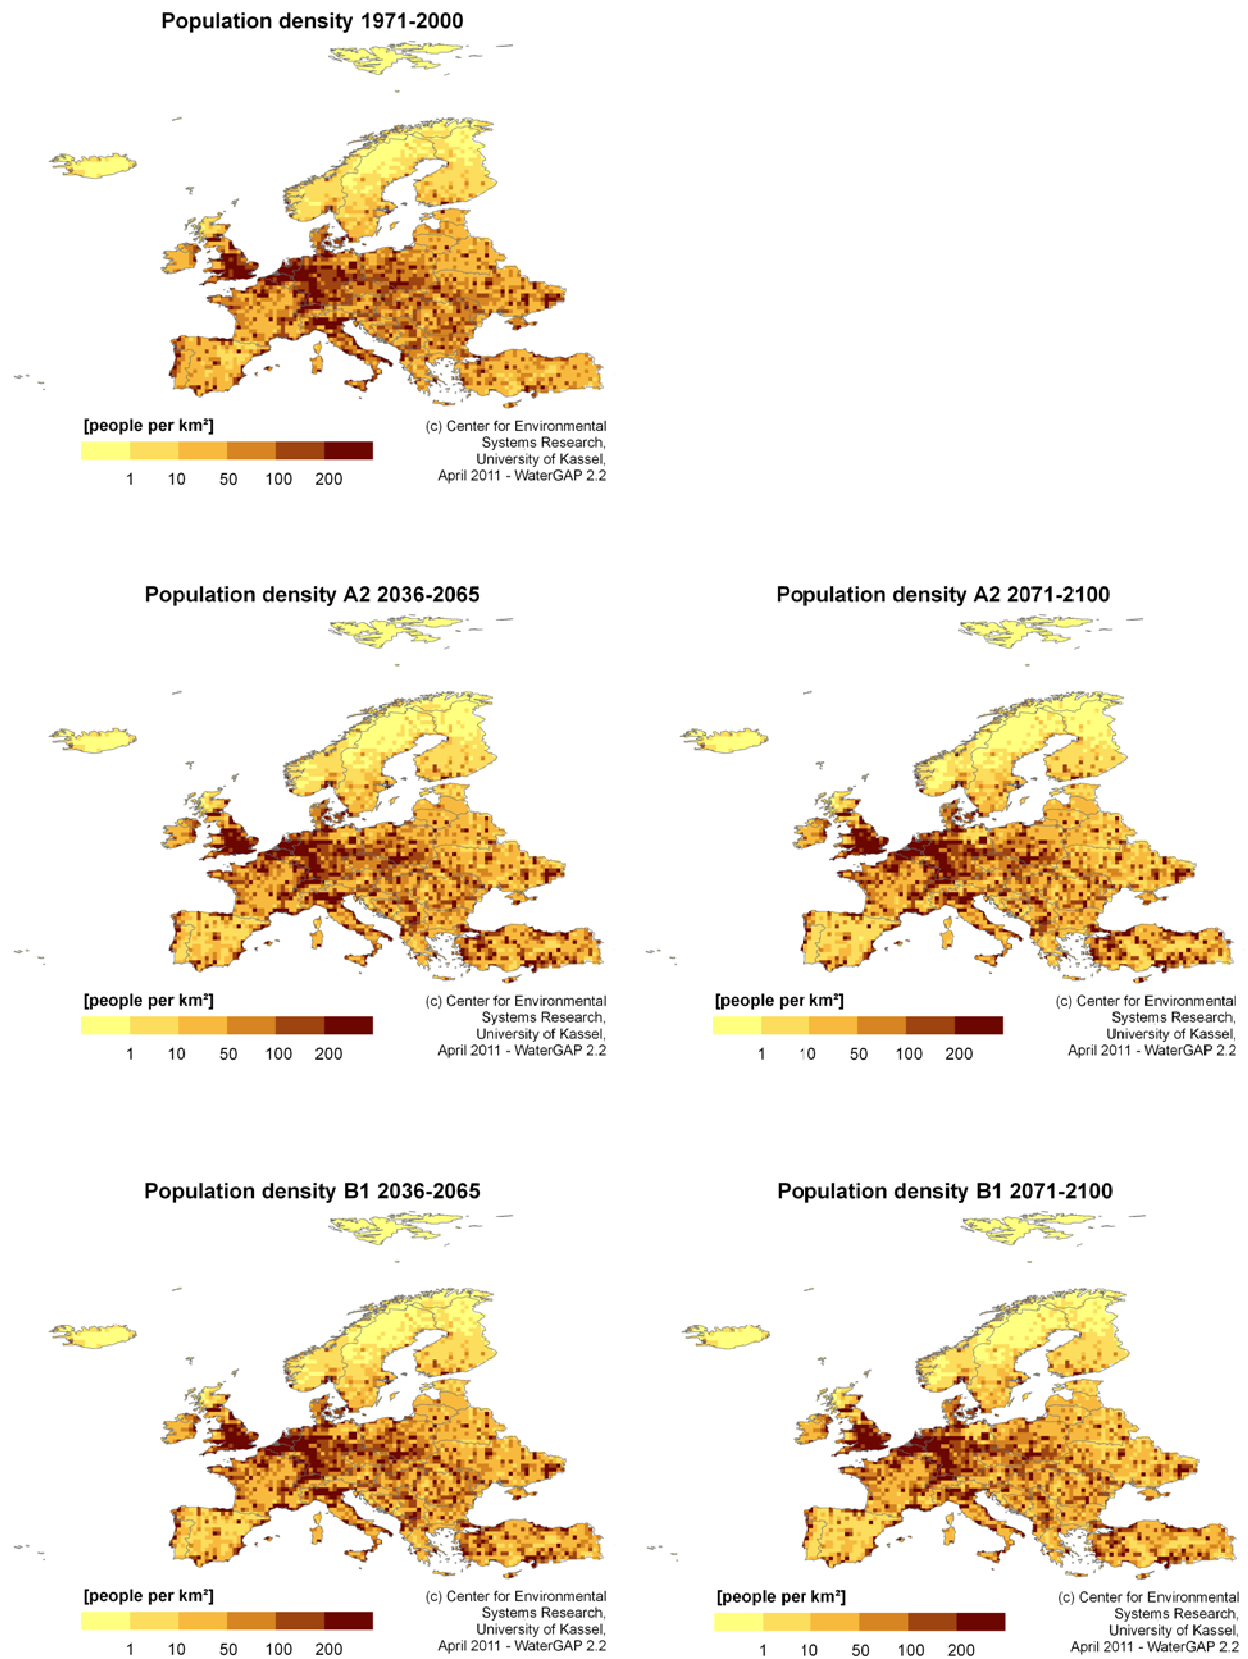 Population density 1971-2000
[people per km²]
1 10 50 100 200
(c) Center for Environmental
Systems Research,
University of Kassel,
April 2011 - WaterGAP 2.2
Population density A2 2036-2065
[people per km²]
1 10 50 100 200
(c) Center for Environmental
Systems Research,
University of Kassel,
April 2011 - WaterGAP 2.2
Population density A2 2071-2100
[people per km²]
1 10 50 100 200
(c) Center for Environmental
Systems Research,
University of Kassel,
April 2011 - WaterGAP 2.2
Population density B1 2036-2065
[people per km²]
1 10 50 100 200
(c) Center for Environmental
Systems Research,
University of Kassel,
April 2011 - WaterGAP 2.2
Population density B1 2071-2100
[people per km²]
1 10 50 100 200
(c) Center for Environmental
Systems Research,
University of Kassel,
April 2011 - WaterGAP 2.2